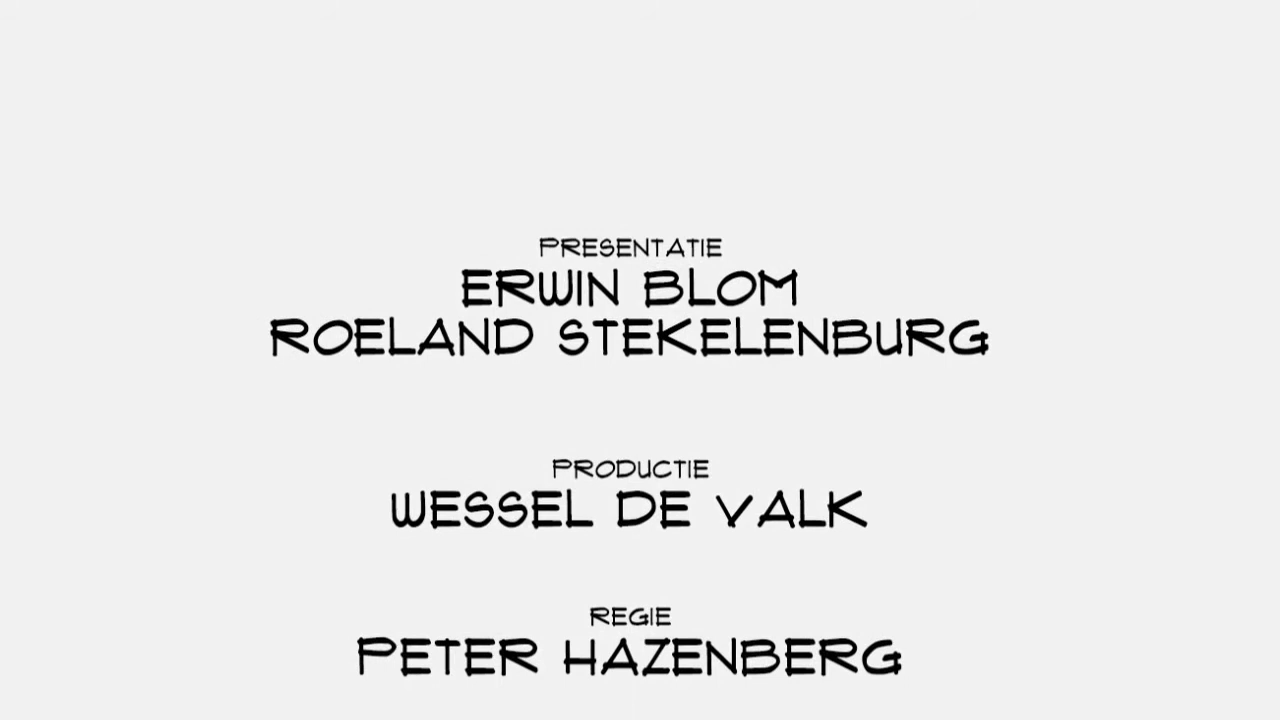 PRESENTATIE
ERWIN BLOM
ROELAND STEKELENBURG
PRODUCTIE
WESSEL DE VALK
REGIE
PETER HAZENBERG